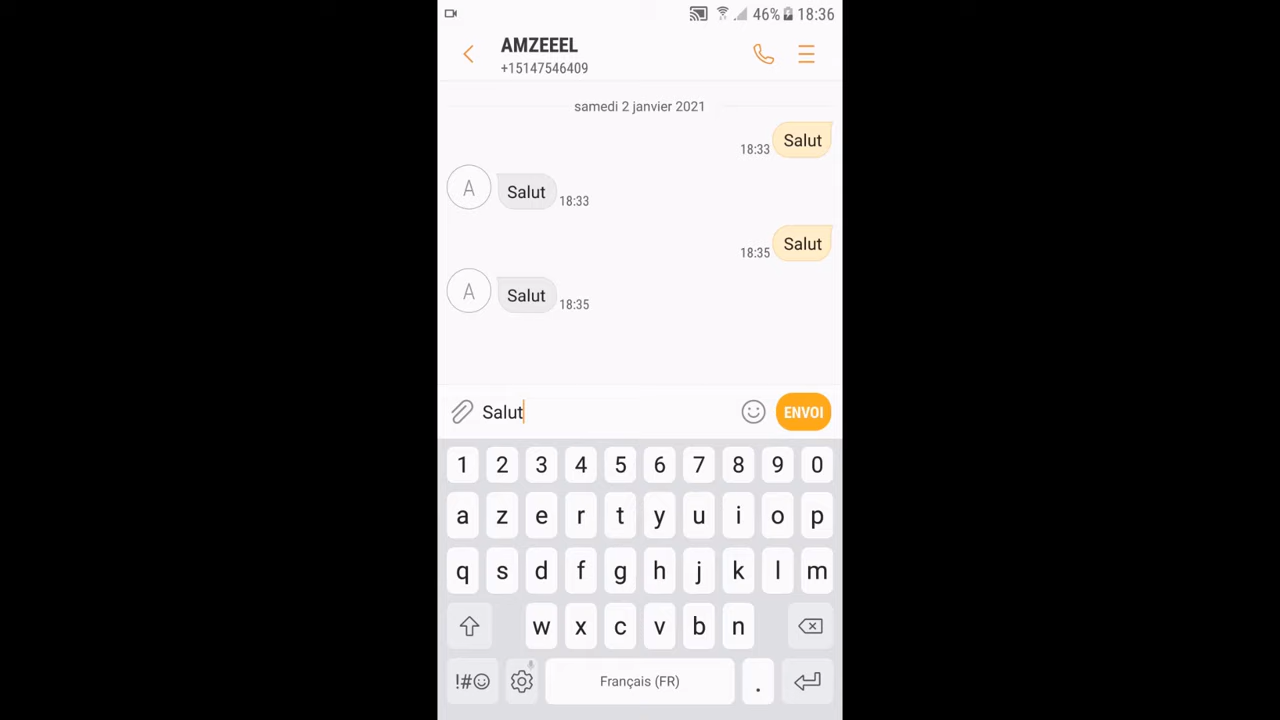 46% 18:36
AMZEEEL
+15147546409
samedi 2 janvier 2021
18:33 Salut
A Salut 18:33
18:35 Salut
A Salut 18:35
Salut ENVOI
1 2 3 4 5 6 7 8 9 0
a z e r t y u i o p
q s d f g h j k l m
w x c v b n
!#☺ Français (FR) .